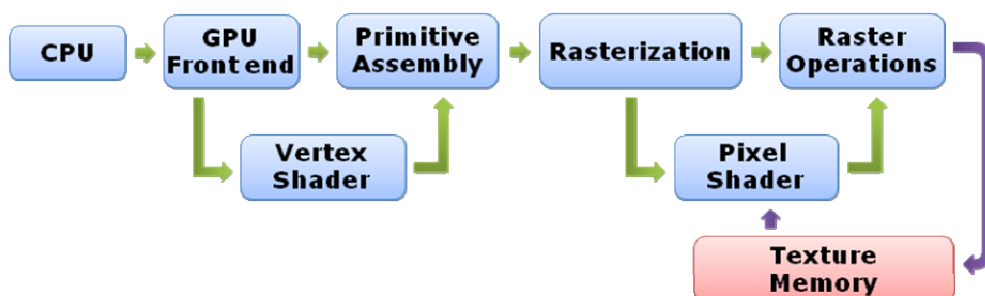 CPU
GPU
Front end
Primitive
Assembly
Rasterization
Raster
Operations
Vertex
Shader
Pixel
Shader
Texture
Memory